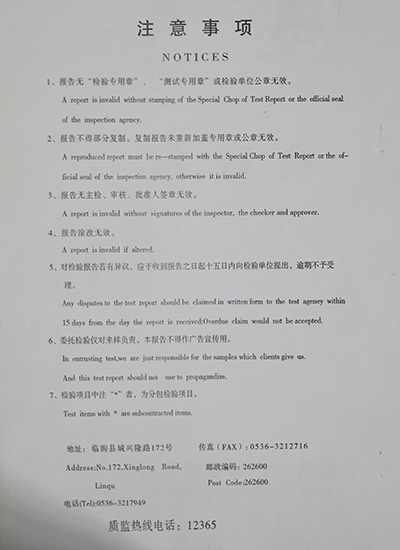 注意事项
NOTICES
1、报告无“检验专用章”、“测试专用章”或检验单位公章无效。
A report is invalid without stamping of the Special Chop of Test Report or the official seal
of the inspection agency.
2、报告不得部分复制。复制报告未重新加盖专用章或公章无效。
A reproduced report must be re-stamped with the Special Chop of Test Report or the of-
ficial seal of the inspection agency, otherwise it is invalid.
3、报告无主检、审核、批准人签章无效。
A report is invalid without signatures of the inspector, the checker and approver.
4、报告涂改无效。
A report is invalid if altered.
5、对检验报告若有异议，应于收到报告之日起十五日内向检验单位提出，逾期不予受
理。
Any disputes to the test report should be claimed in written form to the test agency within
15 days from the day the report is received:Overdue claim would not be accepted.
6、委托检验仅对来样负责，本报告不得作广告宣传用。
In entrusting test,we are just responsible for the samples which clients give us.
And this test report should not use to propagandize.
7、检验项目中注“*”者，为分包检验项目。
Test items with * are subcontracted items.
地址：临朐县城兴隆路172号 传真（FAX）: 0536-3212716
Address:No.172,Xinglong Road, 邮政编码: 262600
Linqu Post Code:262600
电话(Tel):0536-3217949
质监热线电话：12365